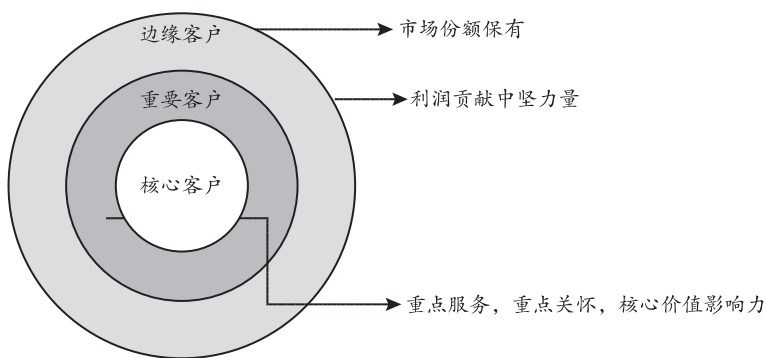 边缘客户
市场份额保有
重要客户
利润贡献中坚力量
核心客户
重点服务，重点关怀，核心价值影响力